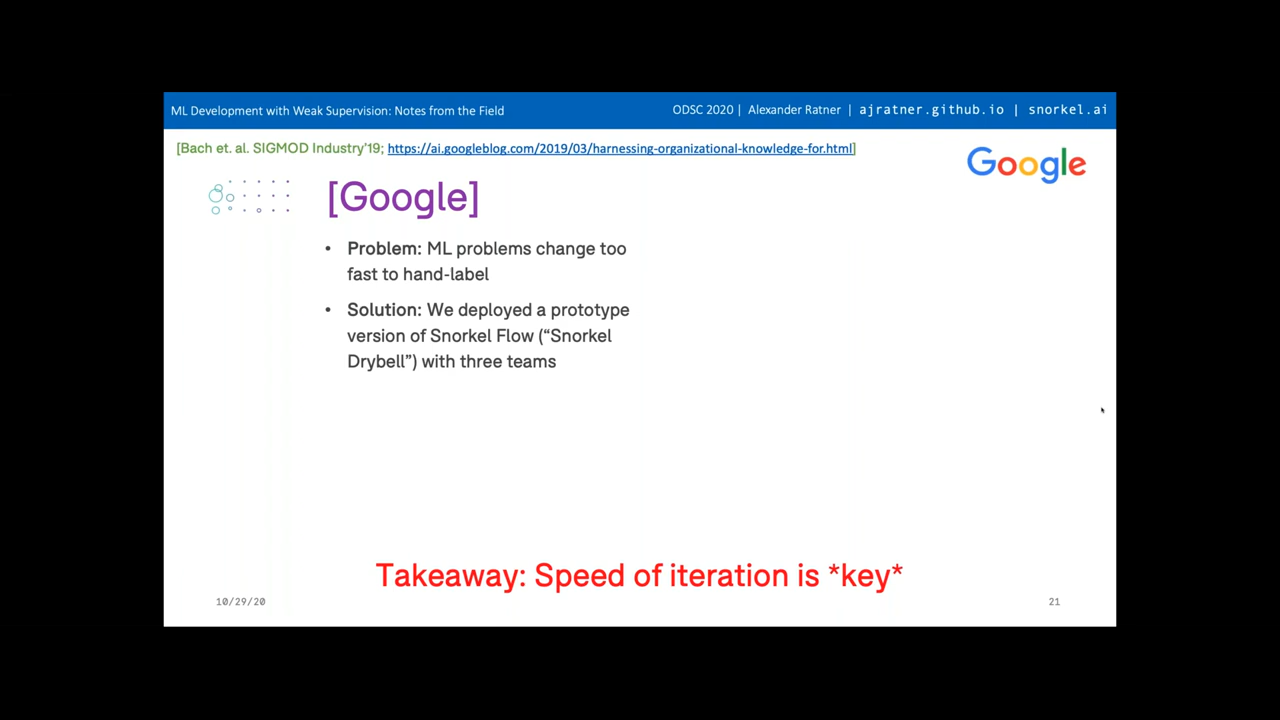 ML Development with Weak Supervision: Notes from the Field
ODSC 2020 | Alexander Ratner | ajratner.github.io | snorkel.ai
[Bach et. al. SIGMOD Industry'19; https://ai.googleblog.com/2019/03/harnessing-organizational-knowledge-for.html]
Google
[Google]
• Problem: ML problems change too
fast to hand-label
• Solution: We deployed a prototype
version of Snorkel Flow (“Snorkel
Drybell”) with three teams
Takeaway: Speed of iteration is *key*
10/29/20
21